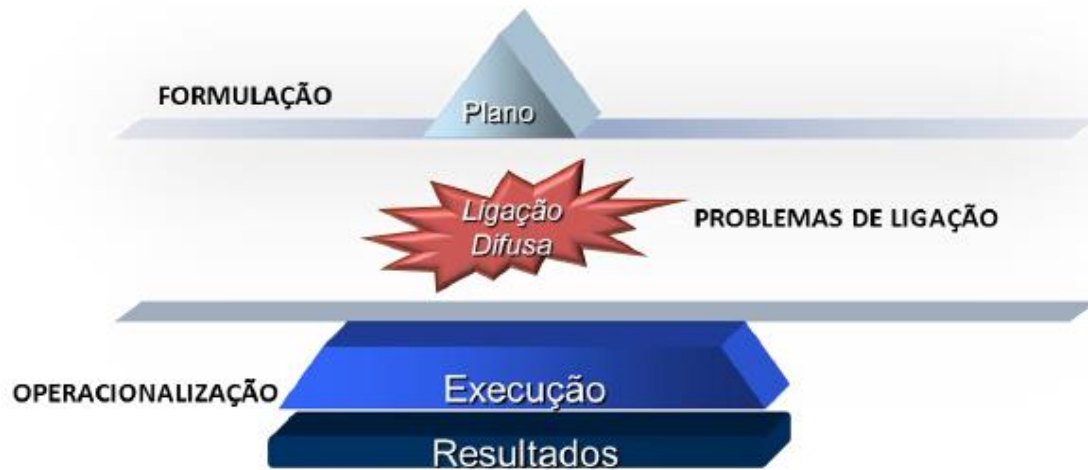 FORMULAÇÃO
Plano
Ligação
Difusa
PROBLEMAS DE LIGAÇÃO
OPERACIONALIZAÇÃO
Execução
Resultados